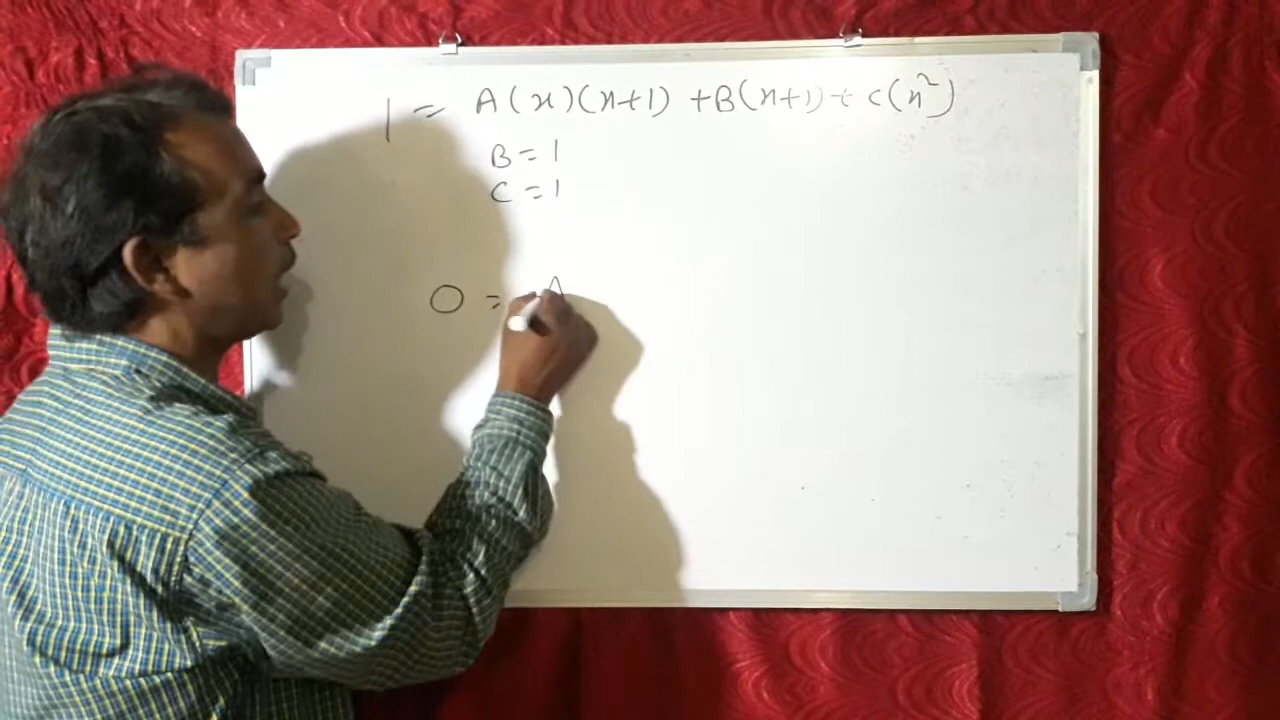 1 = A(x)(x+1) + B(x+1) + C(x²)
B = 1
C = 1
0 = A